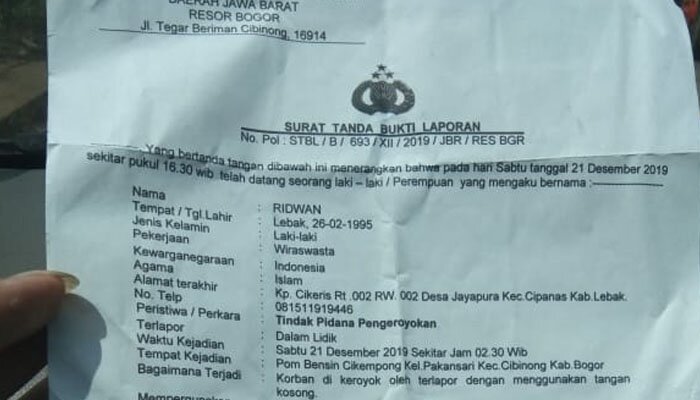 DAERAH JAWA BARAT
RESOR BOGOR
Jl. Tegar Beriman Cibinong, 16914
SURAT TANDA BUKTI LAPORAN
No. Pol : STBL / B / 693 / XII / 2019 / JBR / RES BGR
Yang bertanda tangan dibawah ini menerangkan bahwa pada hari Sabtu tanggal 21 Desember 2019
sekitar pukul 16.30 wib telah datang seorang laki – laki / Perempuan yang mengaku bernama :
Nama : RIDWAN
Tempat / Tgl.Lahir : Lebak, 26-02-1995
Jenis Kelamin : Laki-laki
Pekerjaan : Wiraswasta
Kewarganegaraan : Indonesia
Agama : Islam
Alamat terakhir : Kp. Cikeris Rt .002 RW. 002 Desa Jayapura Kec.Cipanas Kab.Lebak.
No. Telp : 081511919446
Peristiwa / Perkara : Tindak Pidana Pengeroyokan
Terlapor : Dalam Lidik
Waktu Kejadian : Sabtu 21 Desember 2019 Sekitar Jam 02.30 Wib
Tempat Kejadian : Pom Bensin Cikempong Kel.Pakansari Kec.Cibinong Kab.Bogor
Bagaimana Terjadi : Korban di keroyok oleh terlapor dengan menggunakan tangan
kosong.